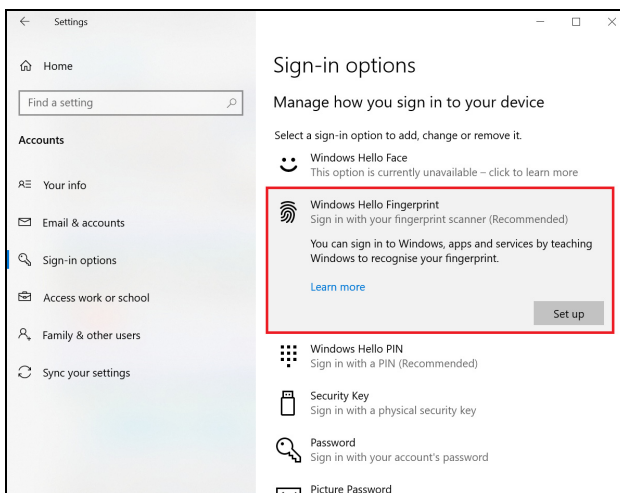 Settings
Home
Find a setting
Accounts
Your info
Email & accounts
Sign-in options
Access work or school
Family & other users
Sync your settings
Sign-in options
Manage how you sign in to your device
Select a sign-in option to add, change or remove it.
Windows Hello Face
This option is currently unavailable – click to learn more
Windows Hello Fingerprint
Sign in with your fingerprint scanner (Recommended)
You can sign in to Windows, apps and services by teaching
Windows to recognise your fingerprint.
Learn more
Set up
Windows Hello PIN
Sign in with a PIN (Recommended)
Security Key
Sign in with a physical security key
Password
Sign in with your account's password
Picture Password